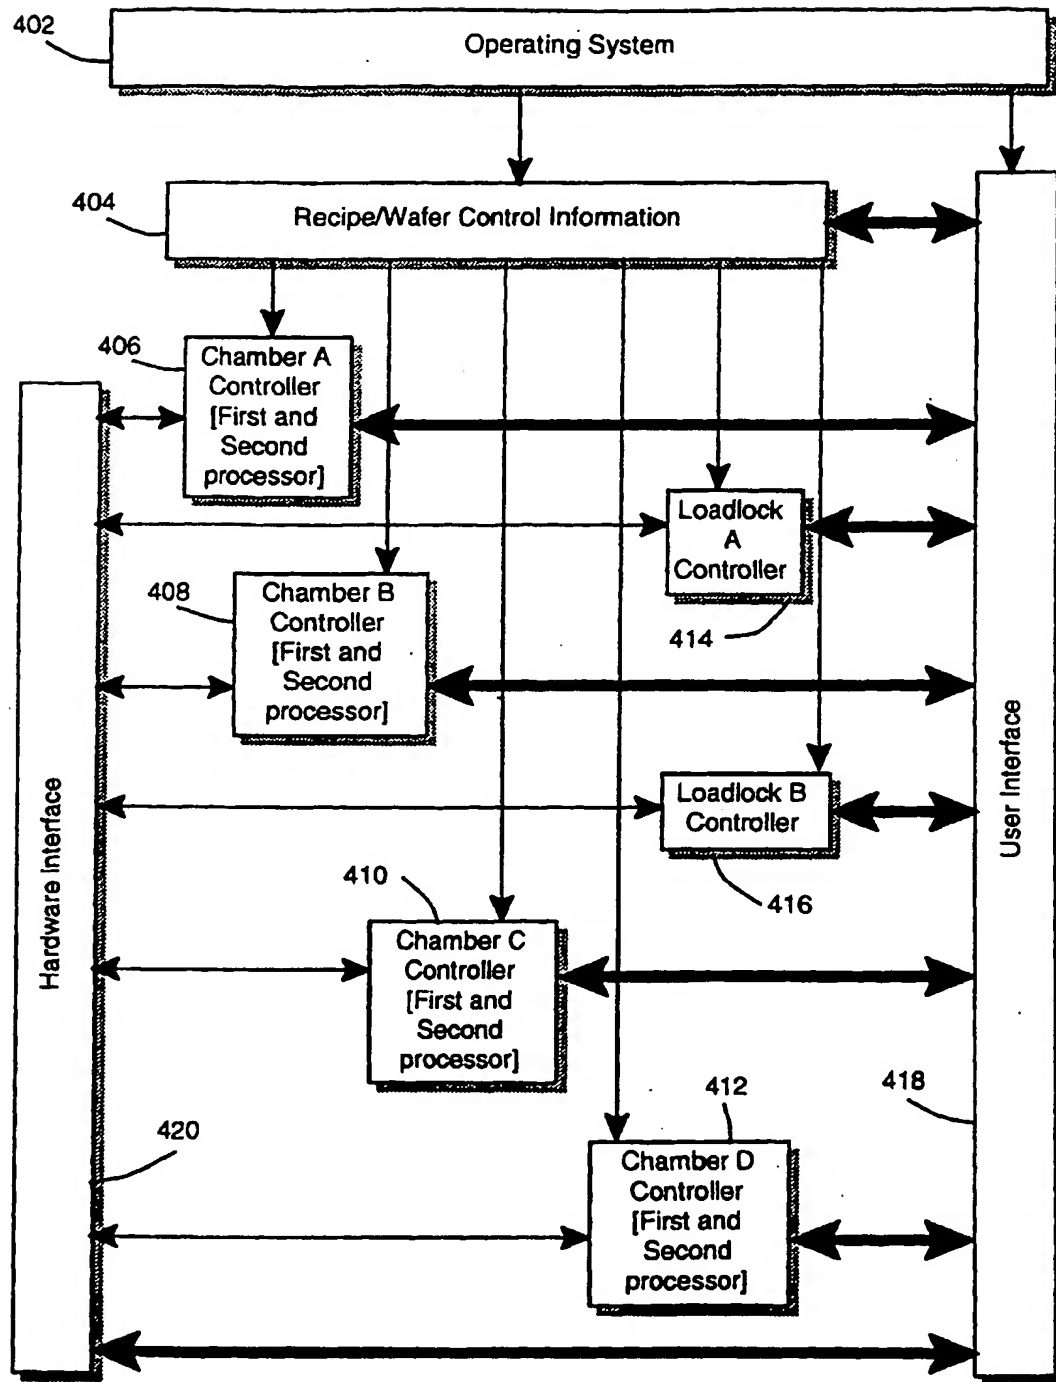 402
Operating System
404
Recipe/Wafer Control Information
406
Chamber A
Controller
[First and
Second
processor]
Loadlock
A
Controller
414
408
Chamber B
Controller
[First and
Second
processor]
Loadlock B
Controller
416
410
Chamber C
Controller
[First and
Second
processor]
412
Chamber D
Controller
[First and
Second
processor]
Hardware Interface
420
User Interface
418